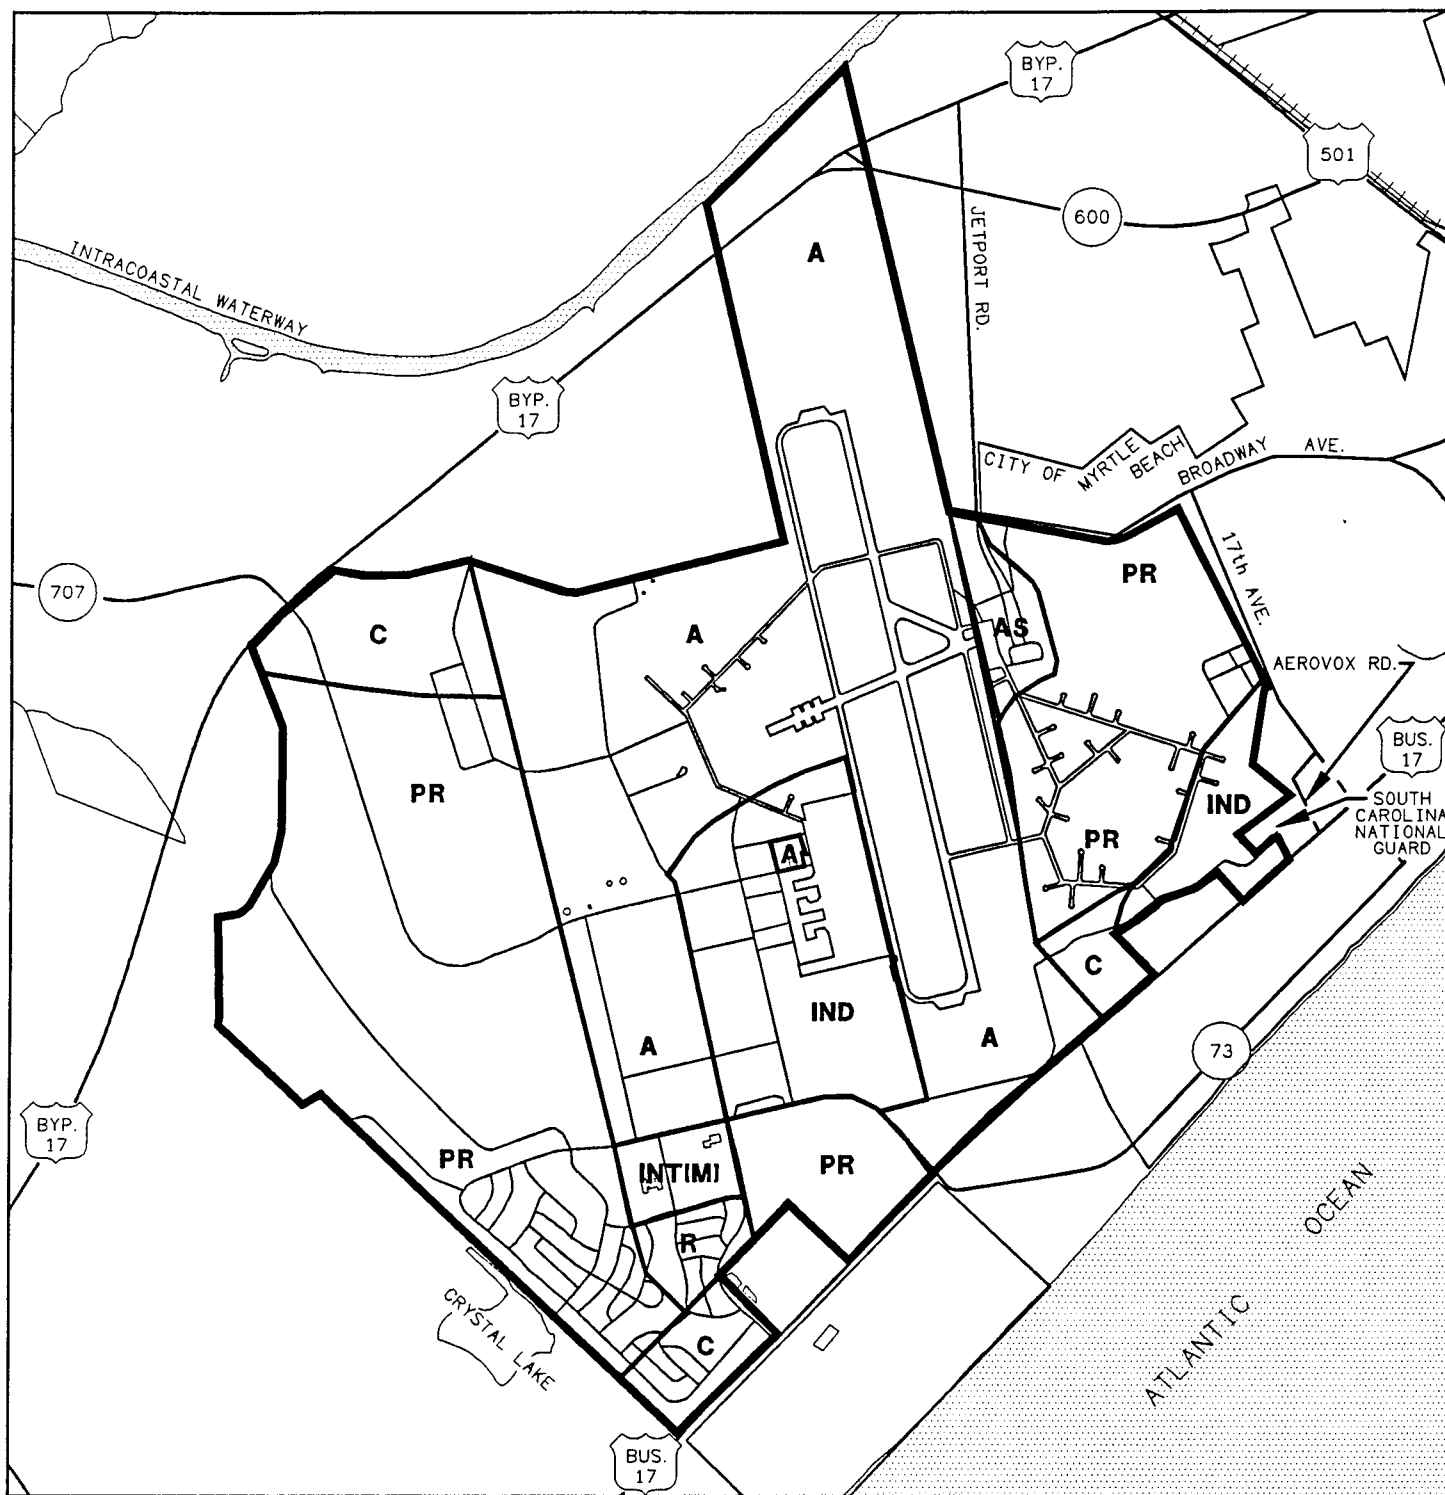 BYP.
17
501
600
JETPORT RD.
A
INTRACOASTAL WATERWAY
BYP.
17
CITY OF
MYRTLE
BEACH
BROADWAY AVE.
17th AVE.
707
C
A
AS
PR
AEROVOX RD.
BUS.
17
PR
IND
SOUTH
CAROLINA
NATIONAL
GUARD
PR
A
C
IND
A
A
73
BYP.
17
PR
INT(M)
PR
R
C
CRYSTAL LAKE
ATLANTIC OCEAN
BUS.
17